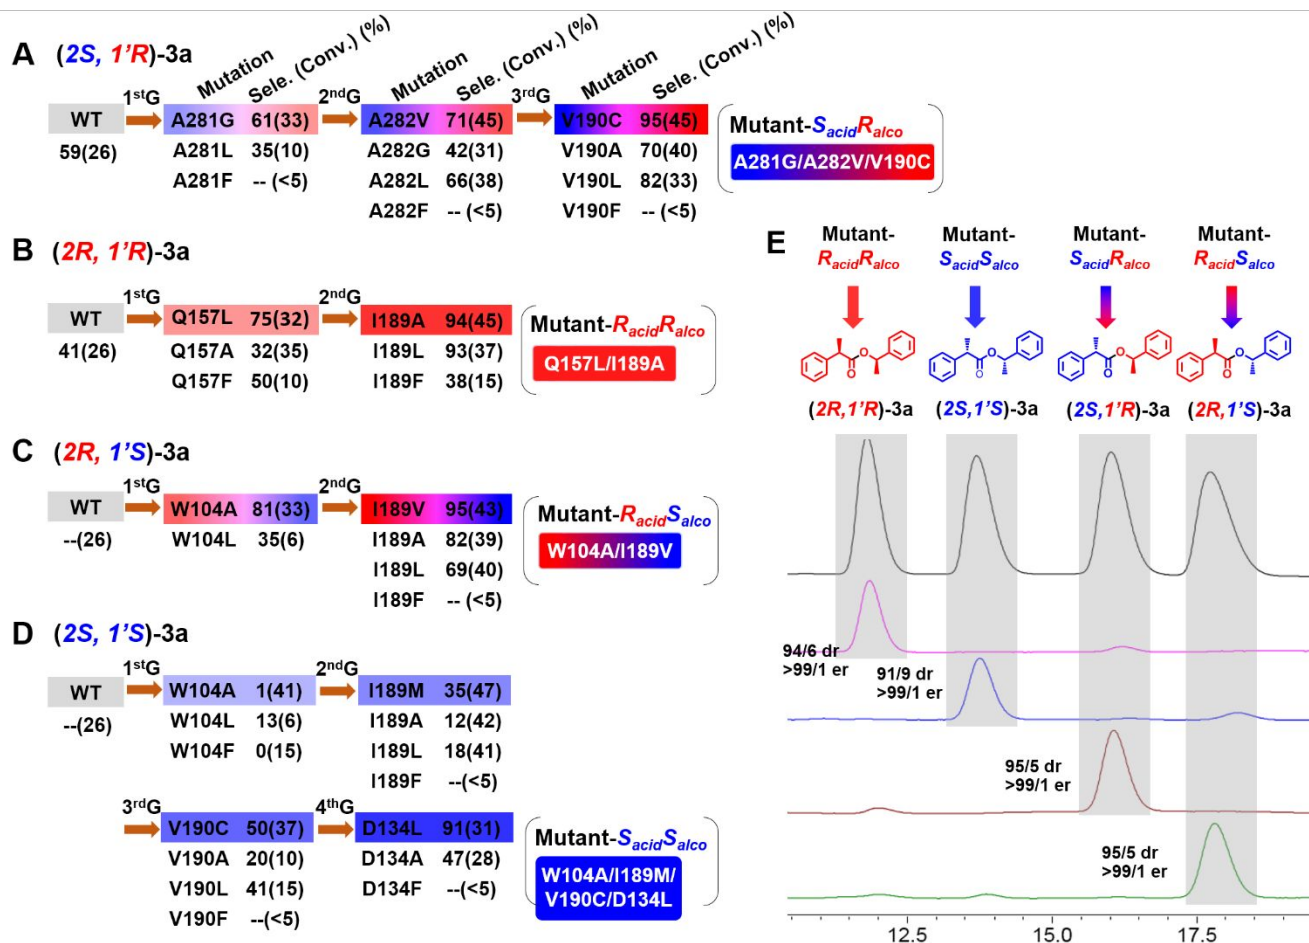 A (2S, 1'R)-3a
Mutation Sele. (Conv.) (%) Mutation Sele. (Conv.) (%) Mutation Sele. (Conv.) (%)
1stG 2ndG 3rdG
WT A281G 61(33) A282V 71(45) V190C 95(45)
59(26) A281L 35(10) A282G 42(31) V190A 70(40)
A281F -- (<5) A282L 66(38) V190L 82(33)
A282F -- (<5) V190F -- (<5)
Mutant-SacidRalco
A281G/A282V/V190C
B (2R, 1'R)-3a
1stG 2ndG
WT Q157L 75(32) I189A 94(45)
41(26) Q157A 32(35) I189L 93(37)
Q157F 50(10) I189F 38(15)
Mutant-RacidRalco
Q157L/I189A
C (2R, 1'S)-3a
1stG 2ndG
WT W104A 81(33) I189V 95(43)
--(26) W104L 35(6) I189A 82(39)
I189L 69(40)
I189F -- (<5)
Mutant-RacidSalco
W104A/I189V
D (2S, 1'S)-3a
1stG 2ndG
WT W104A 1(41) I189M 35(47)
--(26) W104L 13(6) I189A 12(42)
W104F 0(15) I189L 18(41)
I189F --(<5)
3rdG 4thG
V190C 50(37) D134L 91(31)
V190A 20(10) D134A 47(28)
V190L 41(15) D134F --(<5)
V190F --(<5)
Mutant-SacidSalco
W104A/I189M/
V190C/D134L
E
Mutant- Mutant- Mutant- Mutant-
RacidRalco SacidSalco SacidRalco RacidSalco
O O O O
O O O O
(2R,1'R)-3a (2S,1'S)-3a (2S,1'R)-3a (2R,1'S)-3a
94/6 dr
>99/1 er
91/9 dr
>99/1 er
95/5 dr
>99/1 er
95/5 dr
>99/1 er
12.5 15.0 17.5